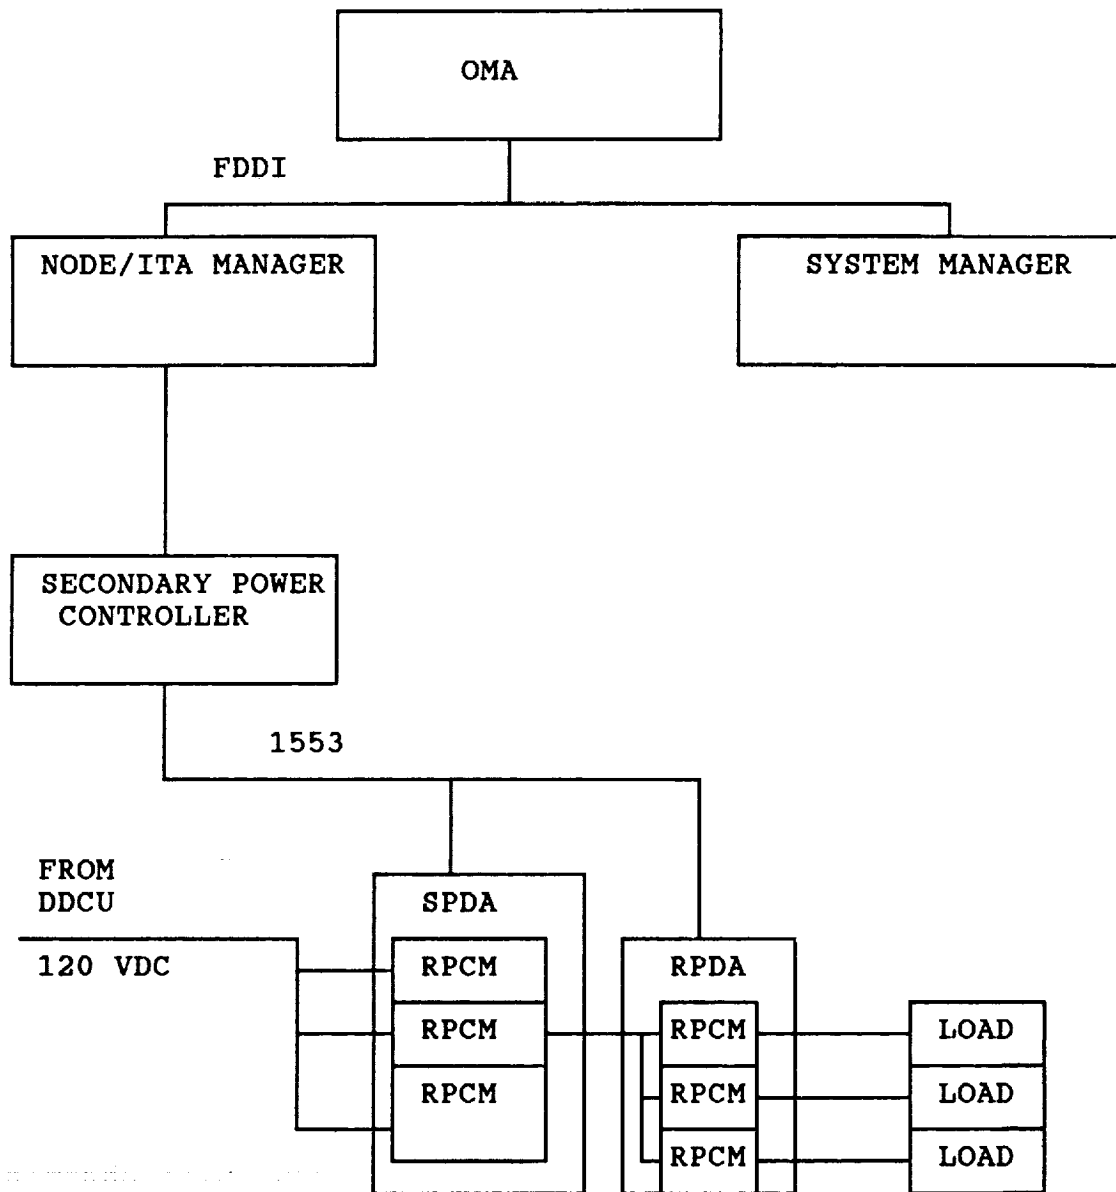 OMA
FDDI
NODE/ITA MANAGER
SYSTEM MANAGER
SECONDARY POWER
CONTROLLER
1553
FROM
DDCU
120 VDC
SPDA
RPCM
RPCM
RPCM
RPDA
RPCM
RPCM
RPCM
LOAD
LOAD
LOAD